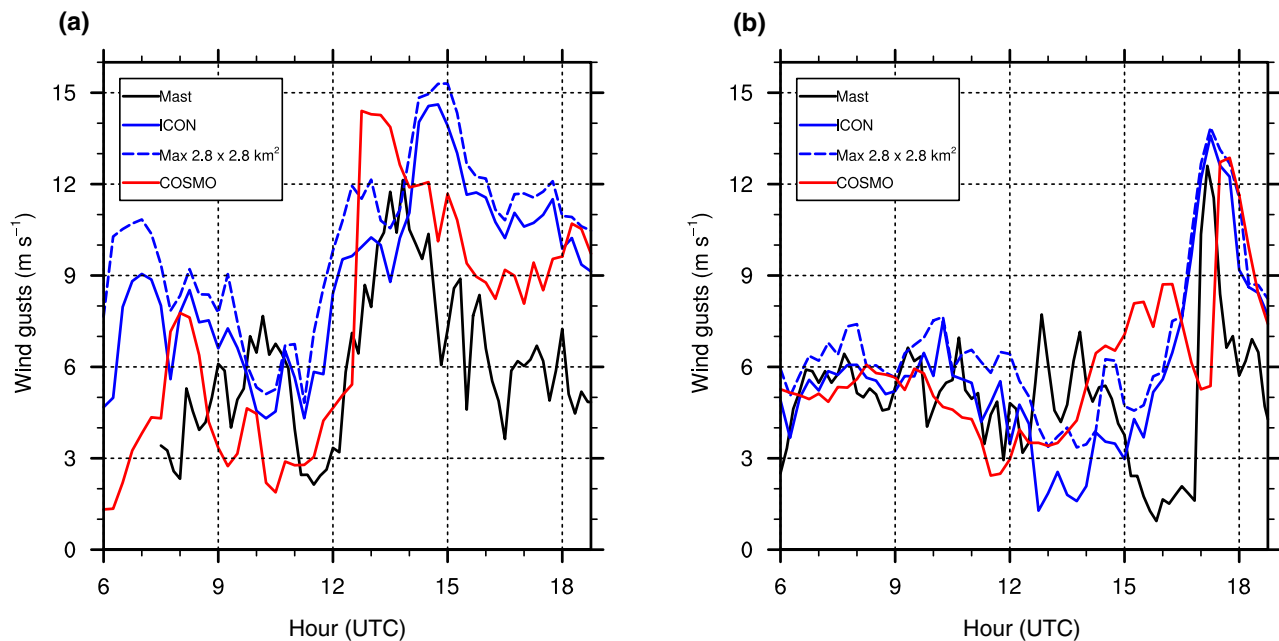 (a)
Wind gusts (m s⁻¹)
15
12
9
6
3
0
Mast
ICON
Max 2.8 x 2.8 km²
COSMO
6 9 12 15 18
Hour (UTC)
(b)
Wind gusts (m s⁻¹)
15
12
9
6
3
0
Mast
ICON
Max 2.8 x 2.8 km²
COSMO
6 9 12 15 18
Hour (UTC)